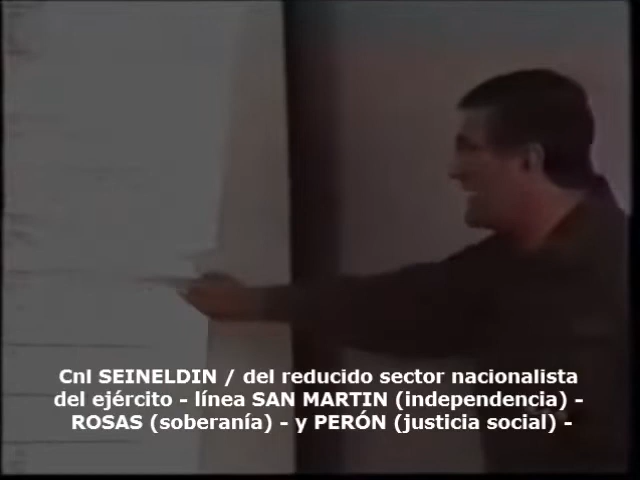 Cnl SEINELDIN / del reducido sector nacionalista
del ejército - línea SAN MARTIN (independencia) -
ROSAS (soberanía) - y PERÓN (justicia social) -